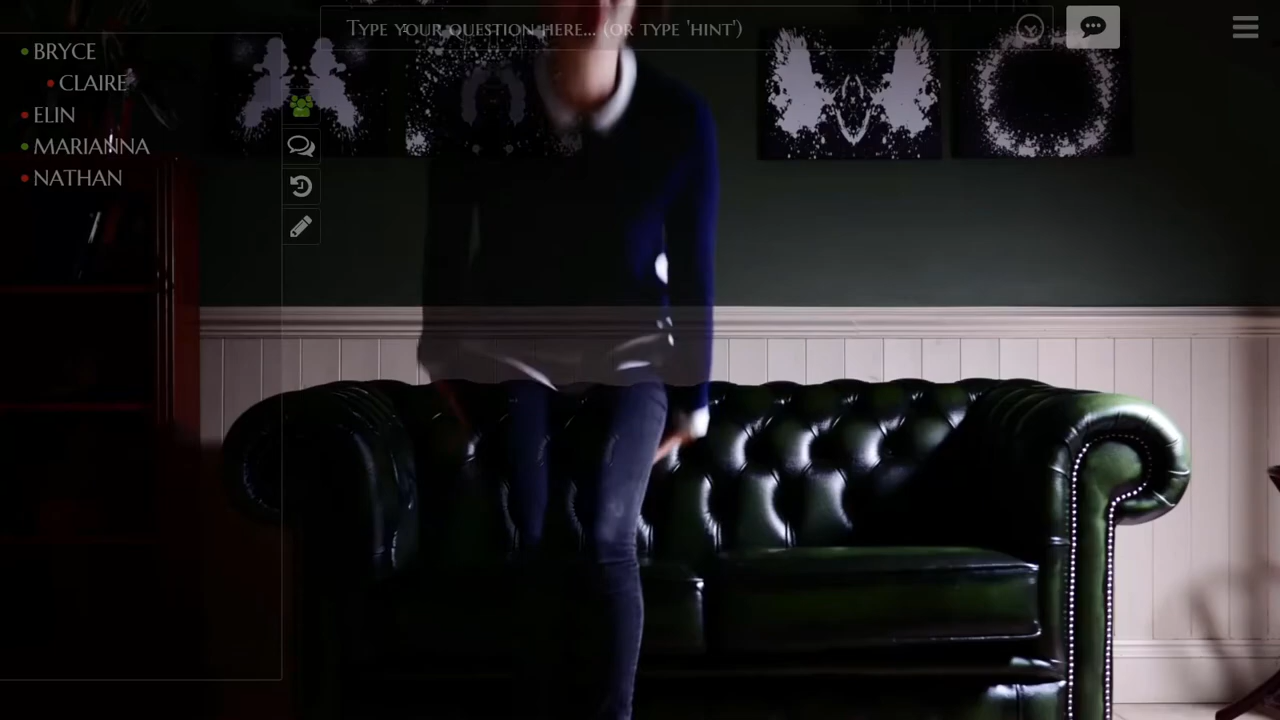 Type your question here... (or type 'hint')
BRYCE
CLAIRE
ELIN
MARIANNA
NATHAN